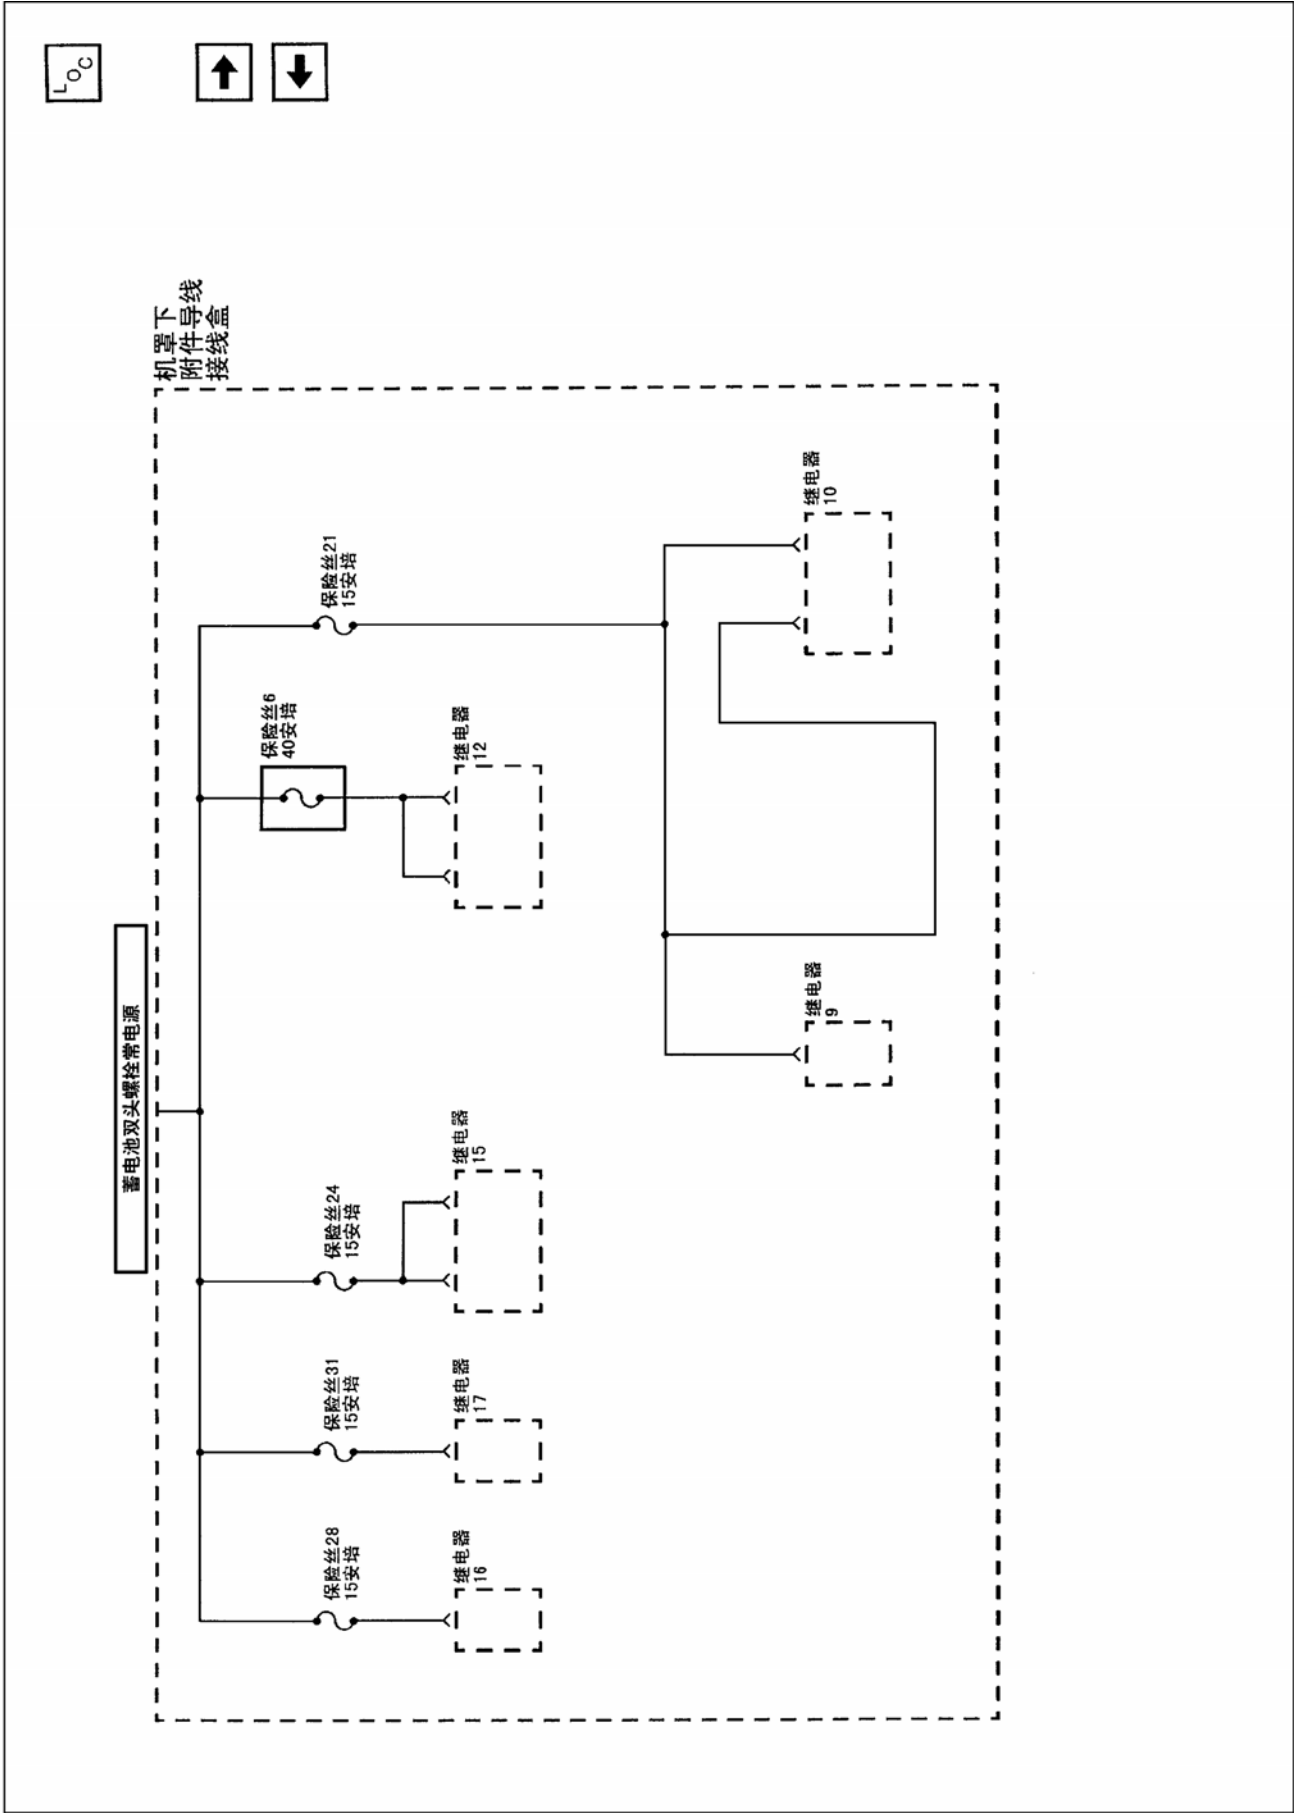 LOC
机罩下
附件导线
接线盒
蓄电池双头螺栓常电源
保险丝28
15安培
保险丝31
15安培
保险丝24
15安培
保险丝6
40安培
保险丝21
15安培
继电器
16
继电器
17
继电器
15
继电器
12
继电器
9
继电器
10